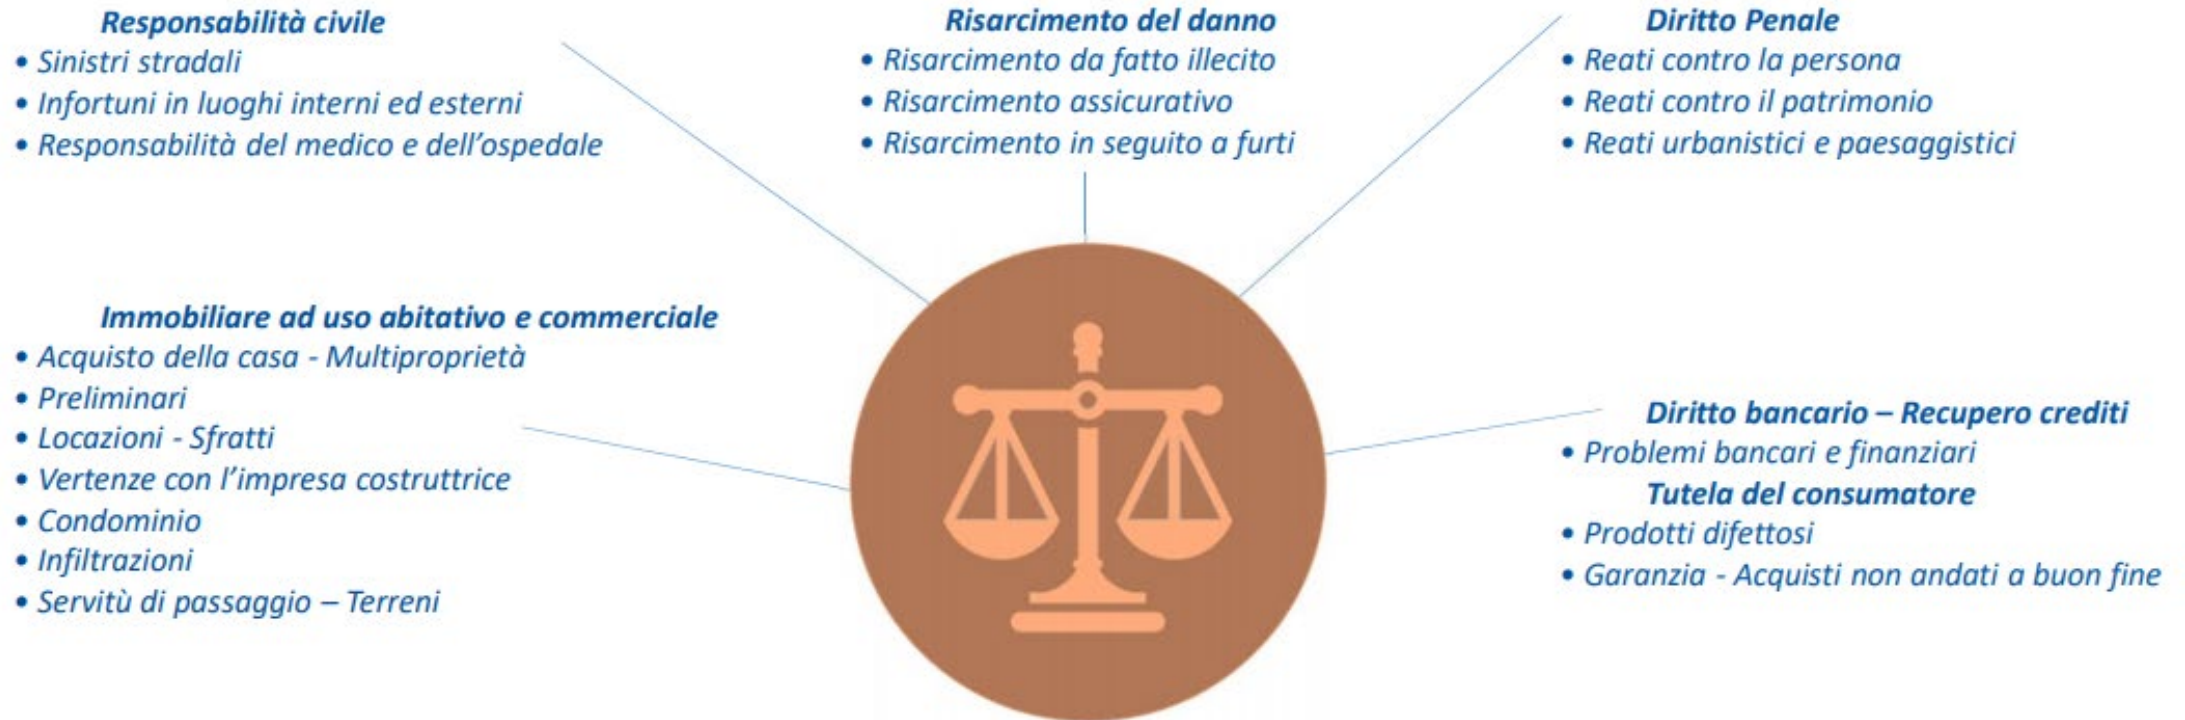 Responsabilità civile
• Sinistri stradali
• Infortuni in luoghi interni ed esterni
• Responsabilità del medico e dell’ospedale
Risarcimento del danno
• Risarcimento da fatto illecito
• Risarcimento assicurativo
• Risarcimento in seguito a furti
Diritto Penale
• Reati contro la persona
• Reati contro il patrimonio
• Reati urbanistici e paesaggistici
Immobiliare ad uso abitativo e commerciale
• Acquisto della casa - Multiproprietà
• Preliminari
• Locazioni - Sfratti
• Vertenze con l’impresa costruttrice
• Condominio
• Infiltrazioni
• Servitù di passaggio – Terreni
Diritto bancario – Recupero crediti
• Problemi bancari e finanziari
Tutela del consumatore
• Prodotti difettosi
• Garanzia - Acquisti non andati a buon fine